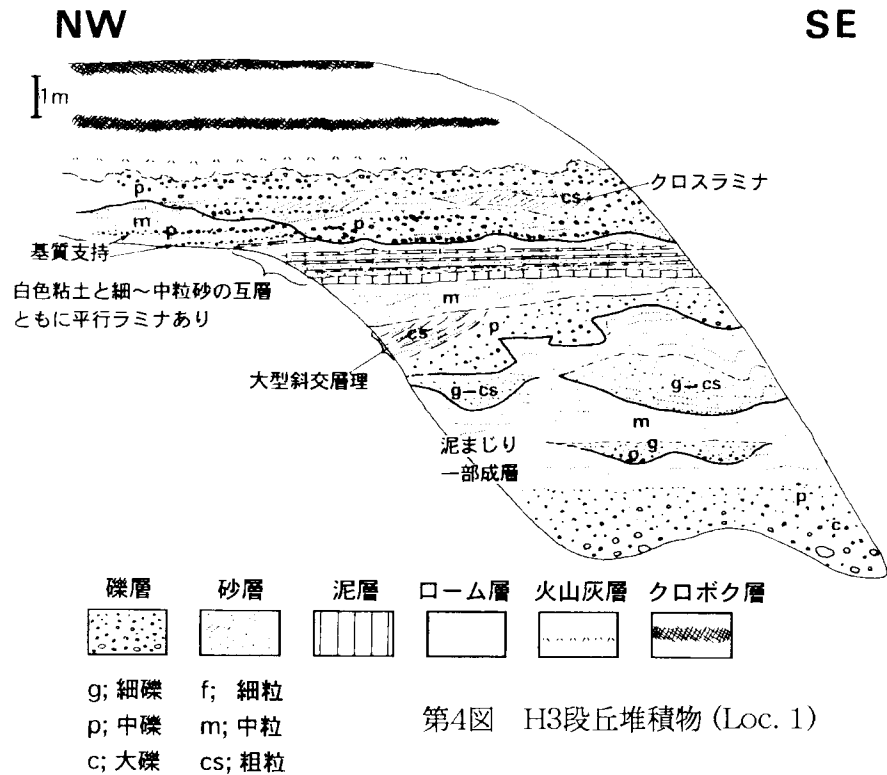 NW
SE
1m
クロスラミナ
p
cs
m
p
基質支持
白色粘土と細～中粒砂の互層
ともに平行ラミナあり
m
cs
p
大型斜交層理
g-cs
g-cs
m
泥まじり
一部成層
g
p
p
c
礫層 砂層 泥層 ローム層 火山灰層 クロボク層
g; 細礫 f; 細粒
p; 中礫 m; 中粒
c; 大礫 cs; 粗粒
第4図 H3段丘堆積物 (Loc. 1)